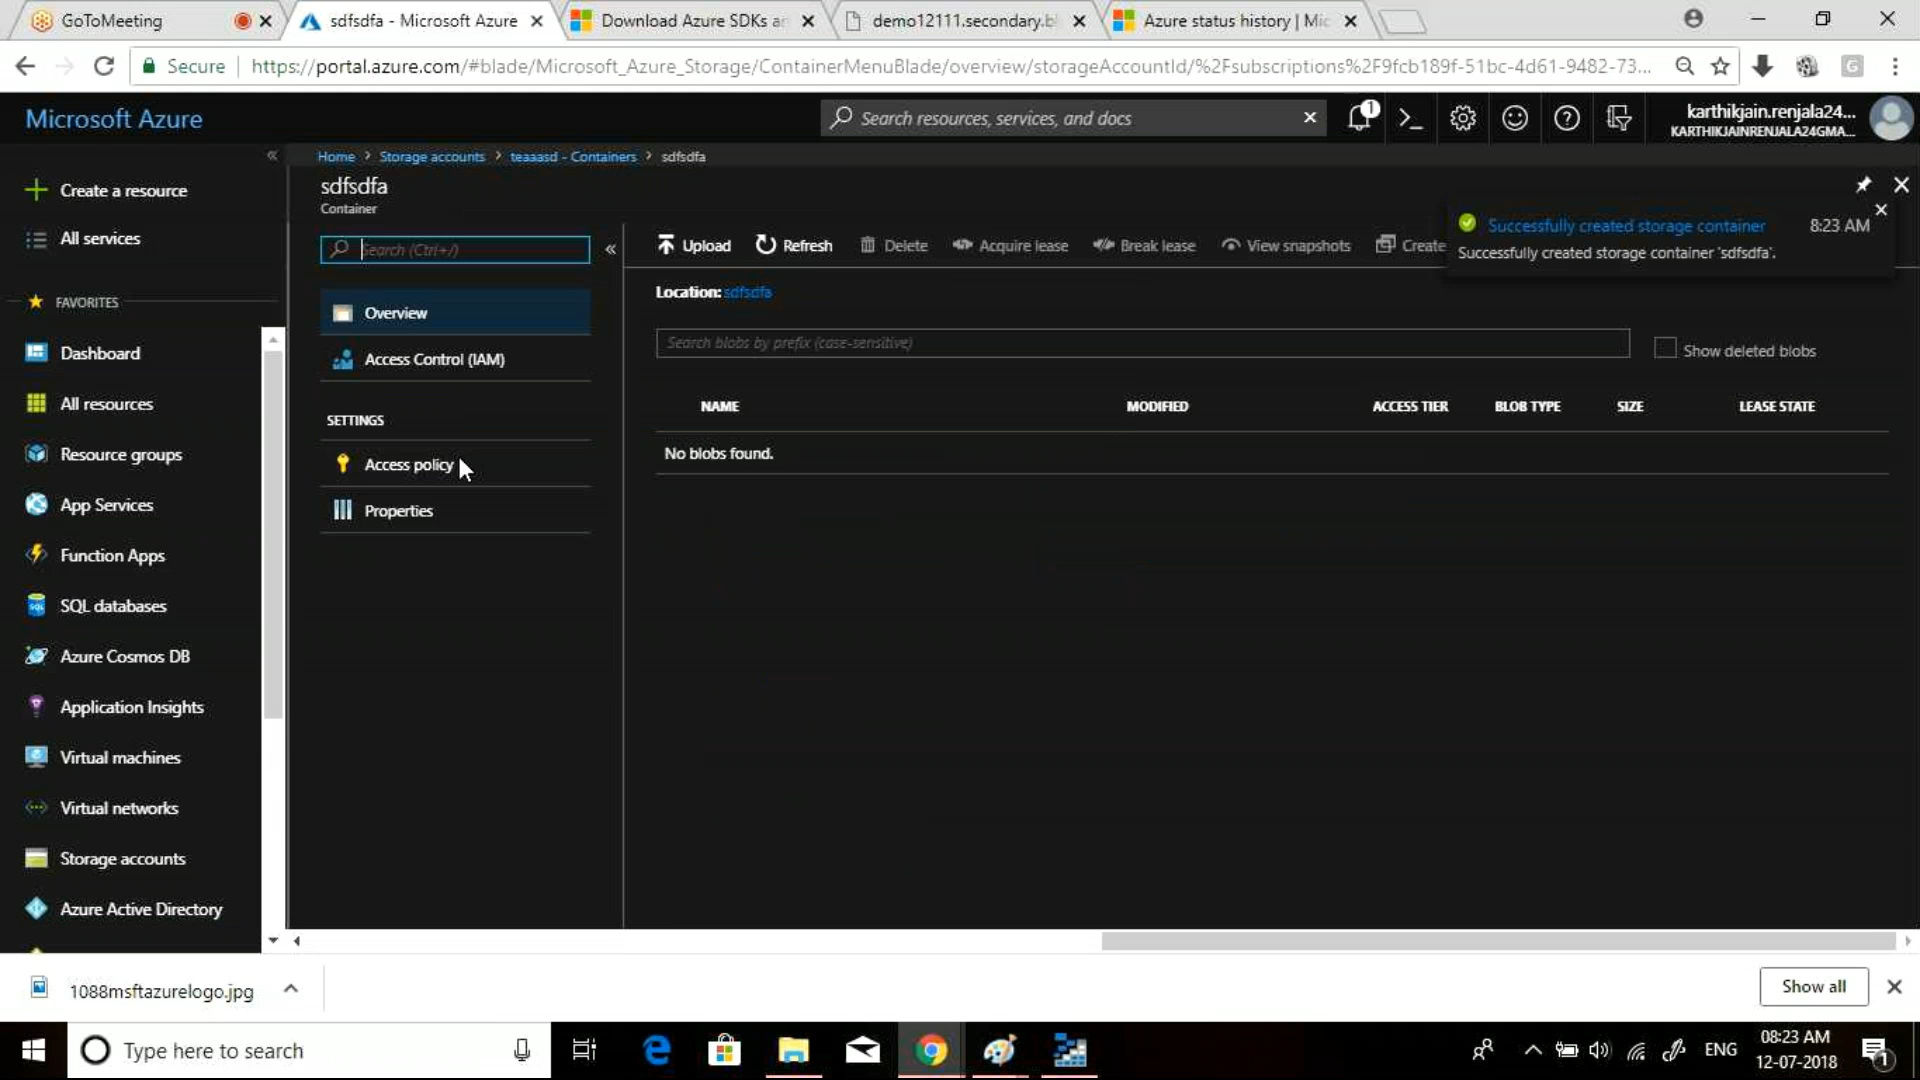 GoToMeeting
sdfsdfa - Microsoft Azure
Download Azure SDKs a
demo12111.secondary.b
Azure status history | Mic
Secure
https://portal.azure.com/#blade/Microsoft_Azure_Storage/ContainerMenuBlade/overview/storageAccountId/%2Fsubscriptions%2F9fcb189f-51bc-4d61-9482-73...
G
Microsoft Azure
Search resources, services, and docs
1
karthikjain.renjala24...
KARTHIKJAINRENJALA24GMA...
Home > Storage accounts > teaaasd - Containers > sdfsdfa
sdfsdfa
Container
Create a resource
All services
FAVORITES
Dashboard
All resources
Resource groups
App Services
Function Apps
SQL databases
Azure Cosmos DB
Application Insights
Virtual machines
Virtual networks
Storage accounts
Azure Active Directory
Search (Ctrl+/)
Overview
Access Control (IAM)
SETTINGS
Access policy
Properties
Upload
Refresh
Delete
Acquire lease
Break lease
View snapshots
Create
Successfully created storage container
8:23 AM
Successfully created storage container 'sdfsdfa'.
Location: sdfsdfa
Search blobs by prefix (case-sensitive)
Show deleted blobs
NAME
MODIFIED
ACCESS TIER
BLOB TYPE
SIZE
LEASE STATE
No blobs found.
1088msftazurelogo.jpg
Show all
Type here to search
ENG
08:23 AM
12-07-2018
1